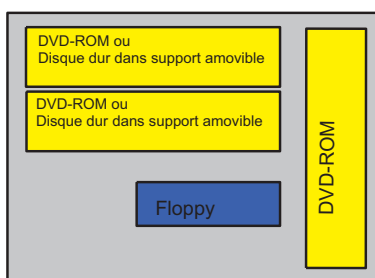 DVD-ROM ou
Disque dur dans support amovible
DVD-ROM ou
Disque dur dans support amovible
Floppy
DVD-ROM